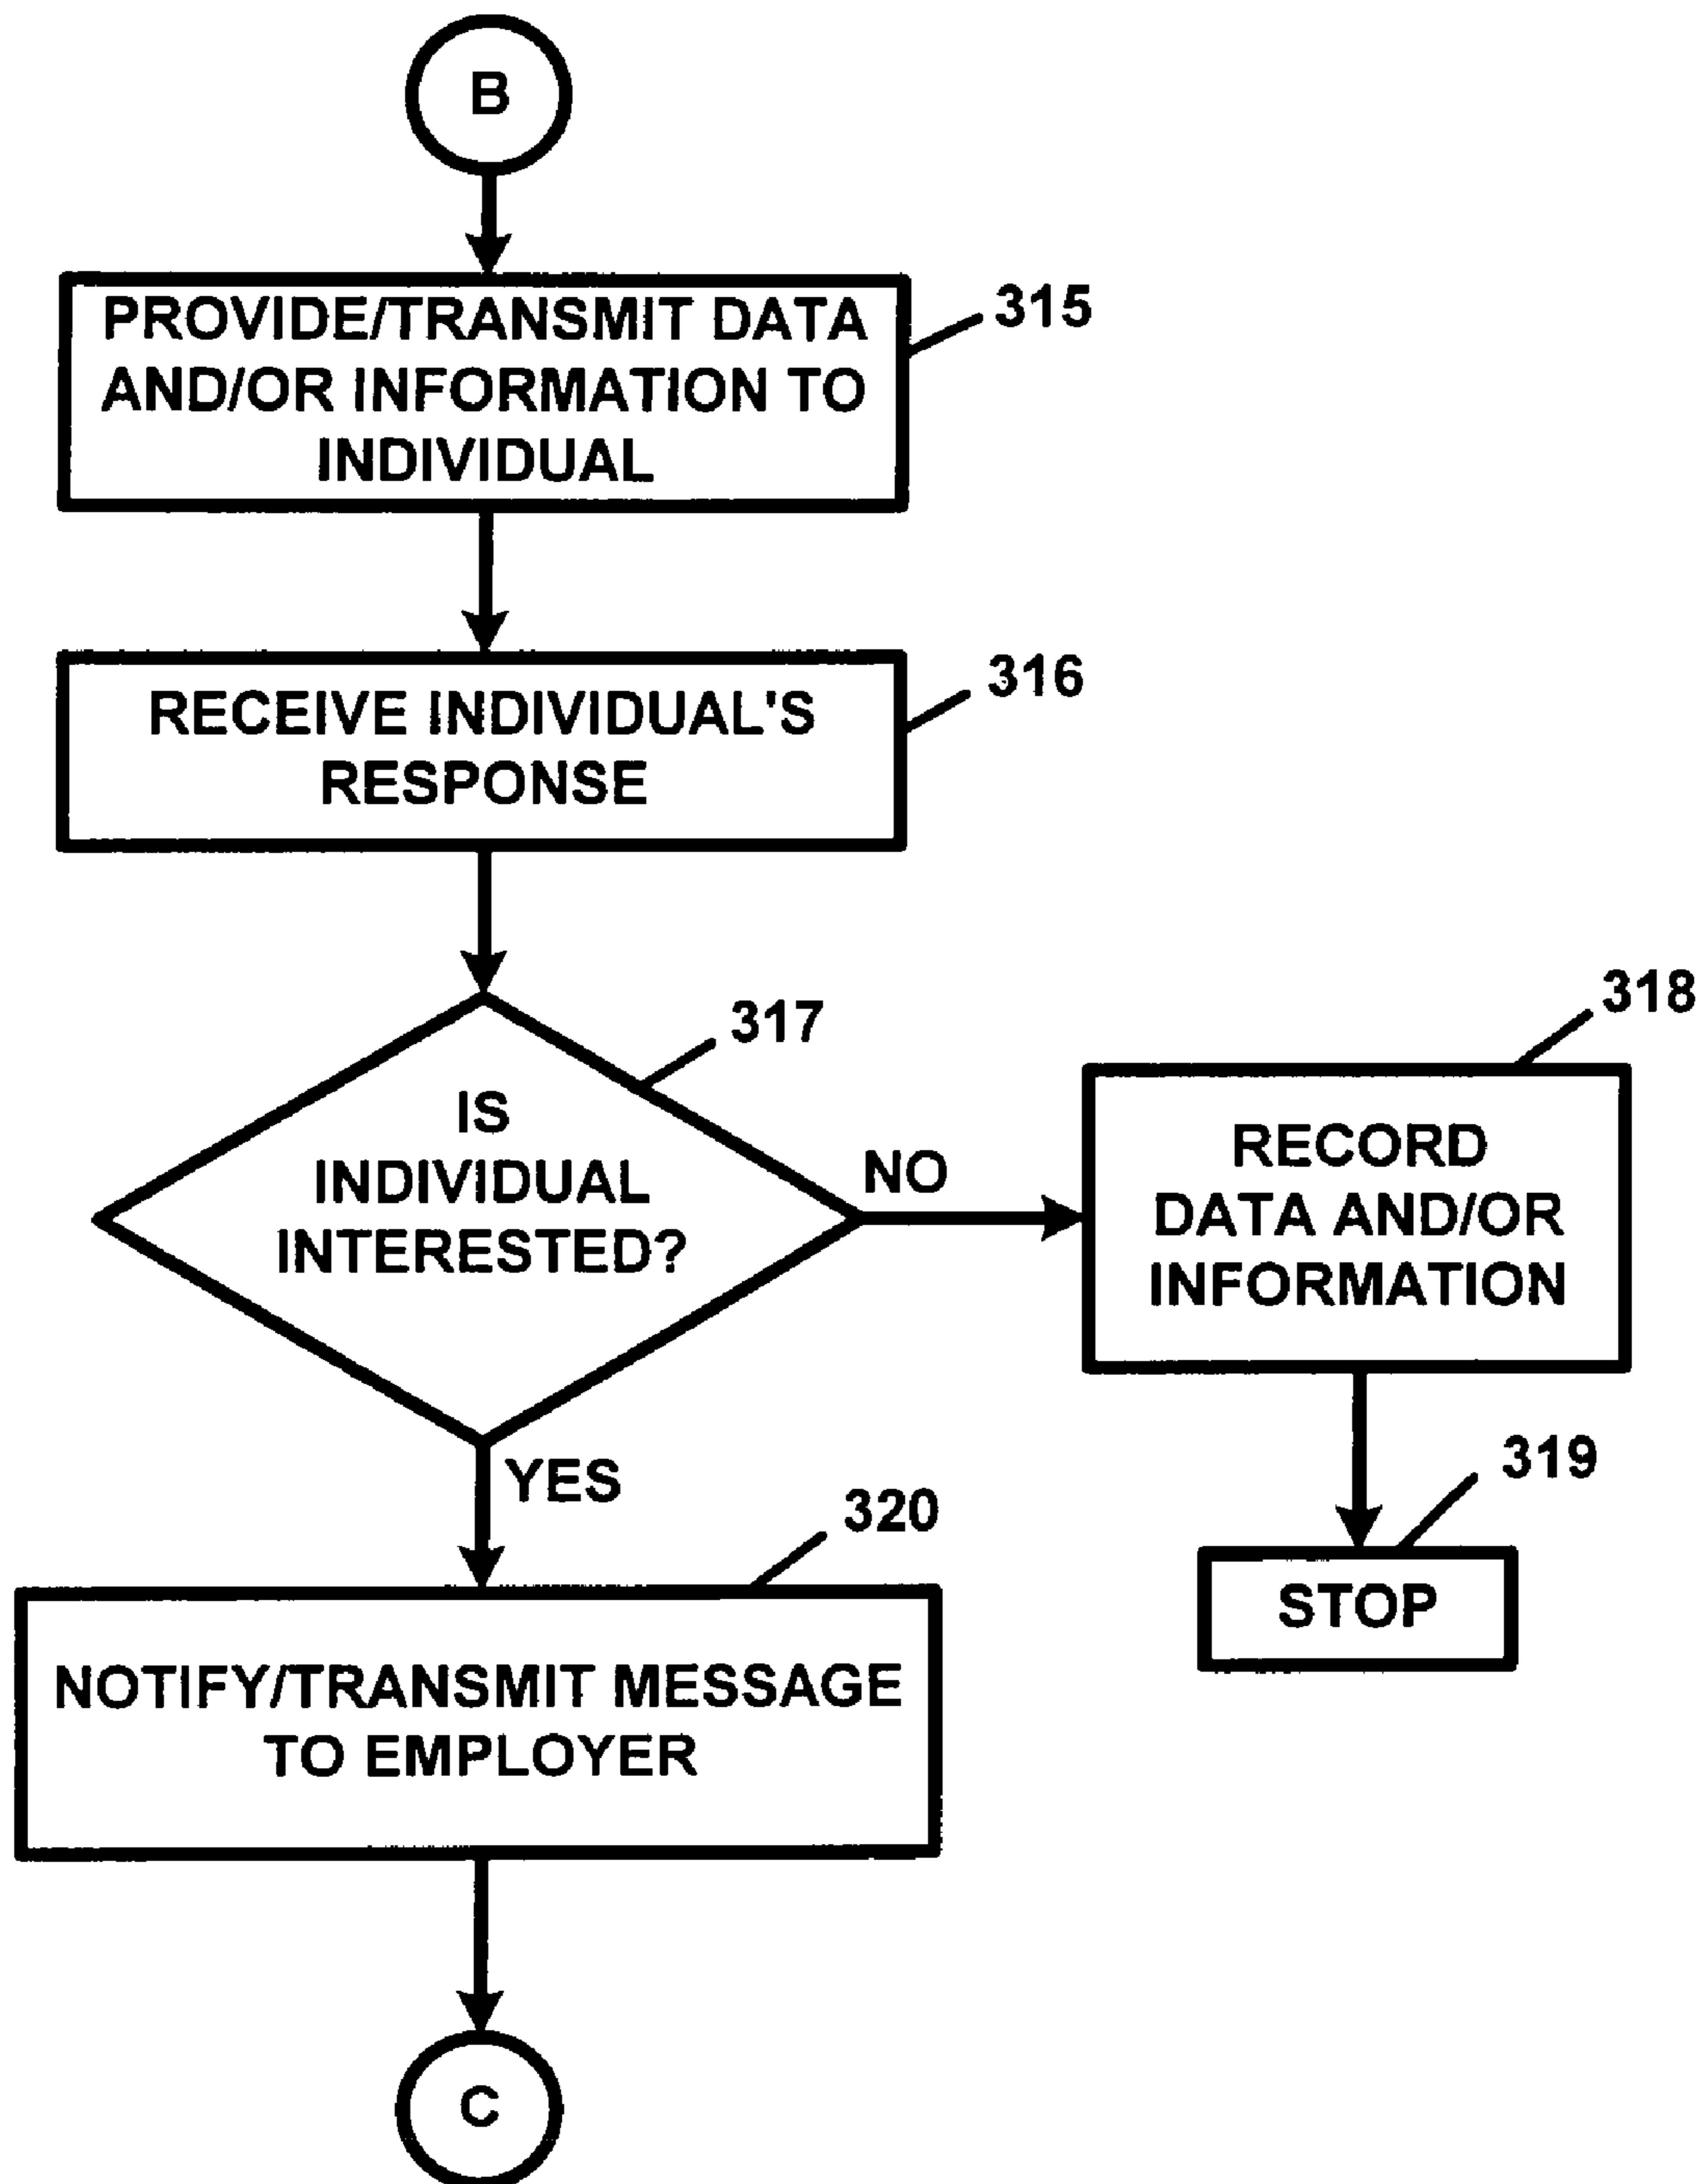 B
PROVIDE/TRANSMIT DATA
AND/OR INFORMATION TO
INDIVIDUAL
315
RECEIVE INDIVIDUAL'S
RESPONSE
316
317
IS
INDIVIDUAL
INTERESTED?
NO
318
RECORD
DATA AND/OR
INFORMATION
YES
319
STOP
320
NOTIFY/TRANSMIT MESSAGE
TO EMPLOYER
C